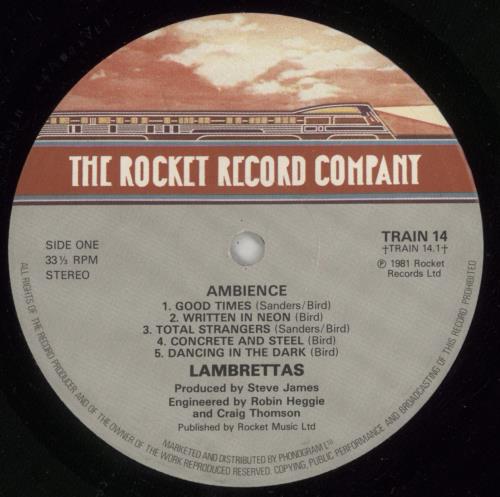 THE ROCKET RECORD COMPANY
SIDE ONE
33⅓ RPM
STEREO
TRAIN 14
†TRAIN 14.1†
Ⓟ 1981 Rocket
Records Ltd
AMBIENCE
1. GOOD TIMES (Sanders/Bird)
2. WRITTEN IN NEON (Bird)
3. TOTAL STRANGERS (Sanders/Bird)
4. CONCRETE AND STEEL (Bird)
5. DANCING IN THE DARK (Bird)
LAMBRETTAS
Produced by Steve James
Engineered by Robin Heggie
and Craig Thomson
Published by Rocket Music Ltd
MARKETED AND DISTRIBUTED BY PHONOGRAM LTD
ALL RIGHTS OF THE RECORD PRODUCER AND OF THE OWNER OF THE WORK REPRODUCED RESERVED. COPYING, PUBLIC PERFORMANCE AND BROADCASTING OF THIS RECORD PROHIBITED